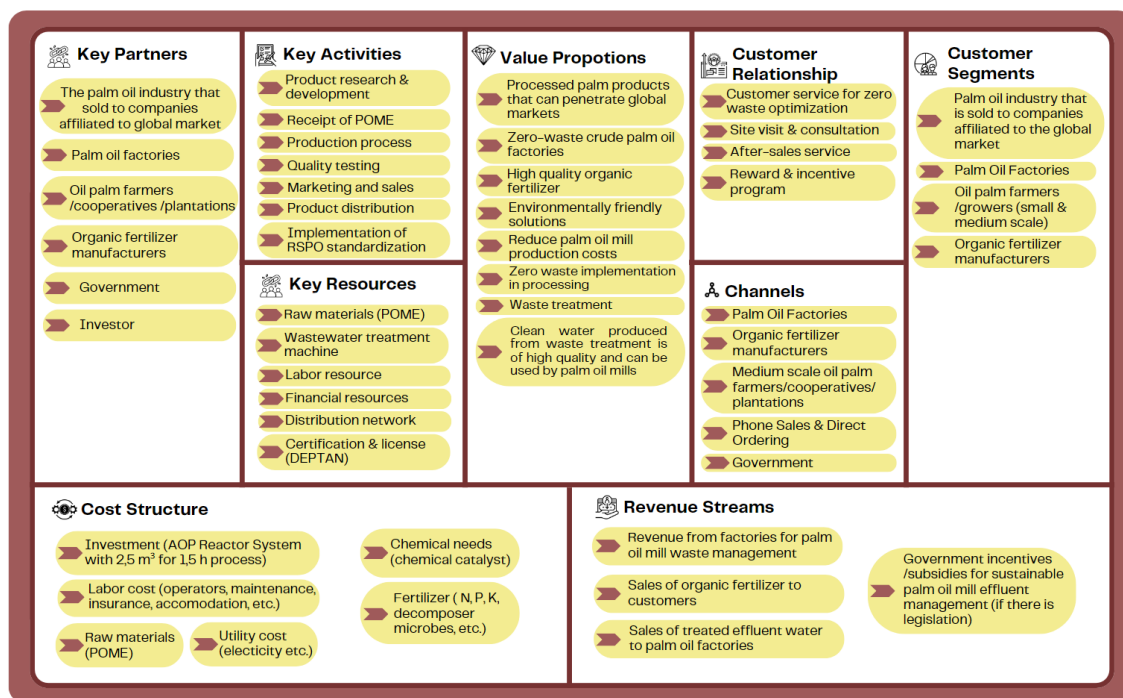 Key Partners
The palm oil industry that
sold to companies
affiliated to global market
Palm oil factories
Oil palm farmers
/cooperatives /plantations
Organic fertilizer
manufacturers
Government
Investor
Key Activities
Product research &
development
Receipt of POME
Production process
Quality testing
Marketing and sales
Product distribution
Implementation of
RSPO standardization
Key Resources
Raw materials (POME)
Wastewater treatment
machine
Labor resource
Financial resources
Distribution network
Certification & license
(DEPTAN)
Value Propotions
Processed palm products
that can penetrate global
markets
Zero-waste crude palm oil
factories
High quality organic
fertilizer
Environmentally friendly
solutions
Reduce palm oil mill
production costs
Zero waste implementation
in processing
Waste treatment
Clean water produced
from waste treatment is
of high quality and can be
used by palm oil mills
Customer
Relationship
Customer service for zero
waste optimization
Site visit & consultation
After-sales service
Reward & incentive
program
Channels
Palm Oil Factories
Organic fertilizer
manufacturers
Medium scale oil palm
farmers/cooperatives/
plantations
Phone Sales & Direct
Ordering
Government
Customer
Segments
Palm oil industry that
is sold to companies
affiliated to the global
market
Palm Oil Factories
Oil palm farmers
/growers (small &
medium scale)
Organic fertilizer
manufacturers
Cost Structure
Investment (AOP Reactor System
with 2,5 m³ for 1,5 h process)
Labor cost (operators, maintenance,
insurance, accomodation, etc.)
Raw materials
(POME)
Utility cost
(electicity etc.)
Chemical needs
(chemical catalyst)
Fertilizer ( N, P, K,
decomposer
microbes, etc.)
Revenue Streams
Revenue from factories for palm
oil mill waste management
Sales of organic fertilizer to
customers
Sales of treated effluent water
to palm oil factories
Government incentives
/subsidies for sustainable
palm oil mill effluent
management (if there is
legislation)